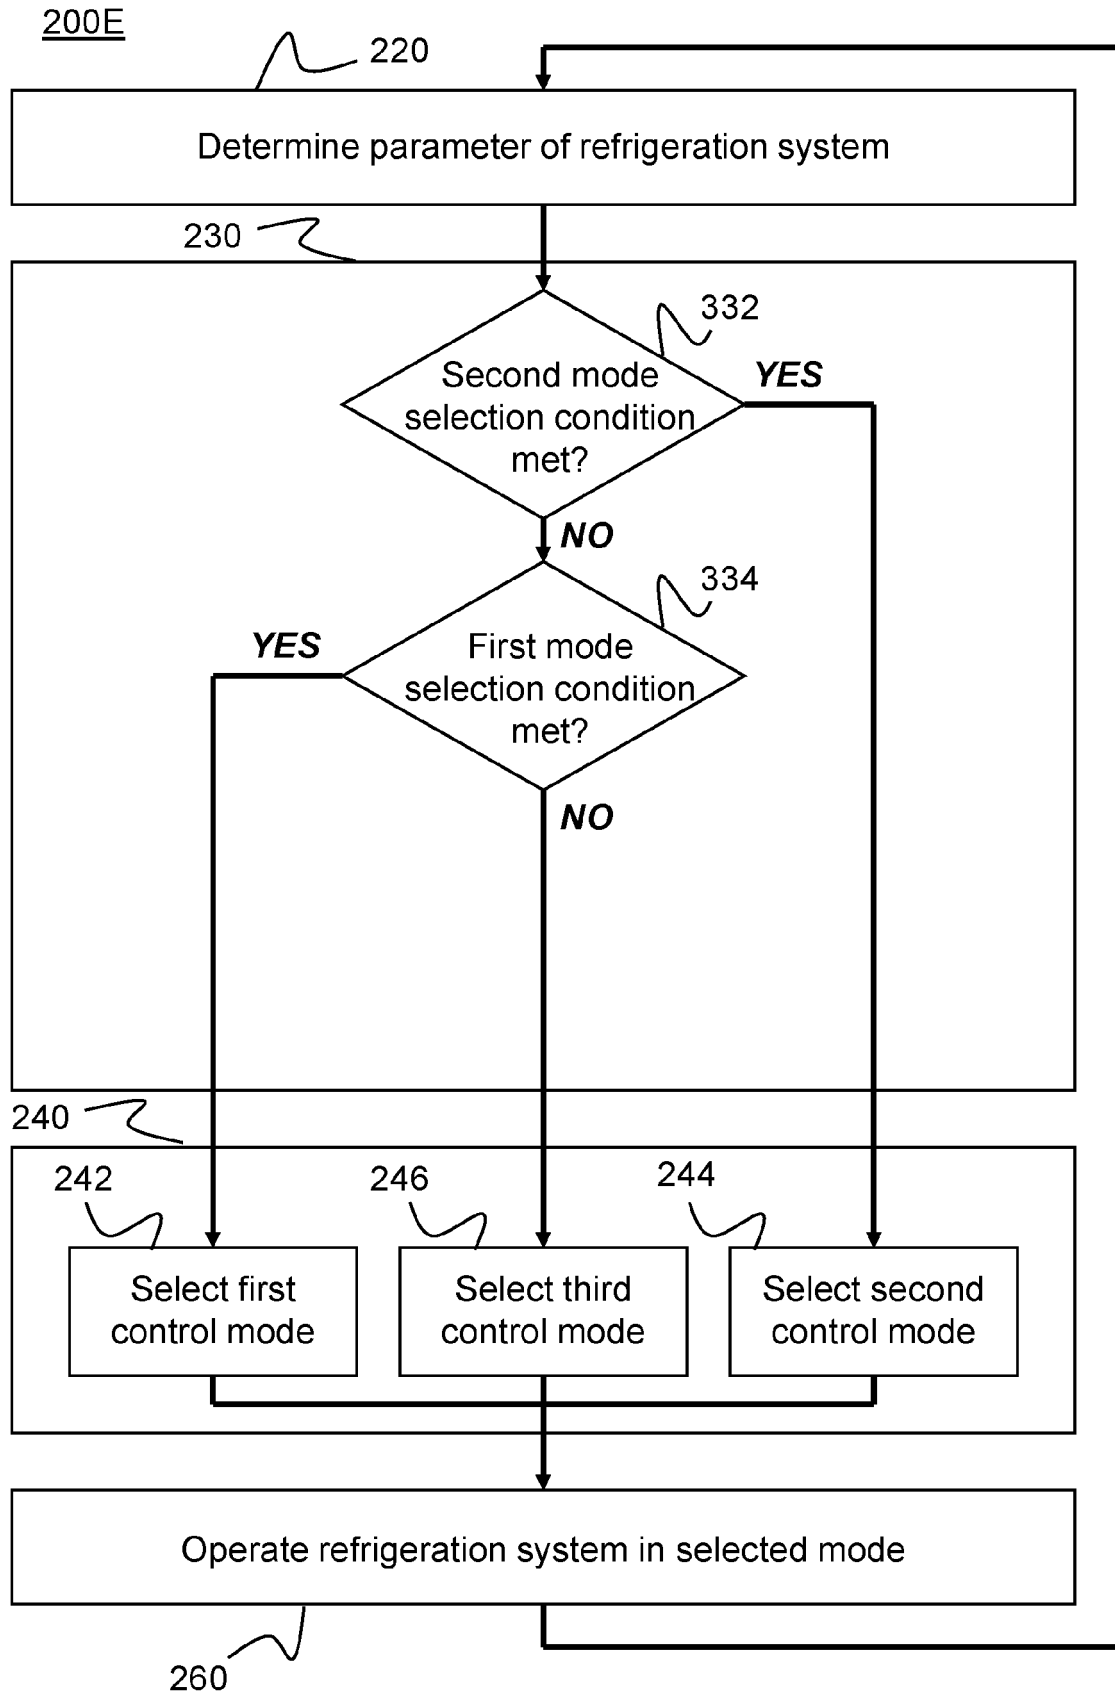 200E
220
Determine parameter of refrigeration system
230
332
Second mode
selection condition
met?
YES
NO
334
YES
First mode
selection condition
met?
NO
240
242
246
244
Select first
control mode
Select third
control mode
Select second
control mode
Operate refrigeration system in selected mode
260